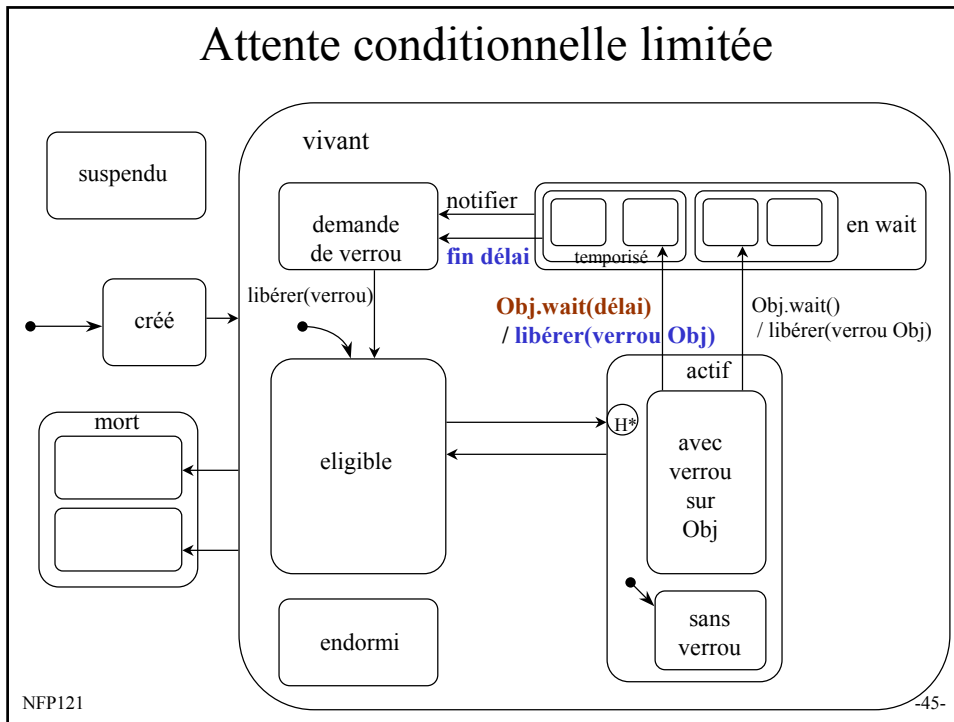 Attente conditionnelle limitée
vivant
suspendu
demande
de verrou
notifier
fin délai
temporisé
en wait
libérer(verrou)
Obj.wait(délai)
/ libérer(verrou Obj)
Obj.wait()
/ libérer(verrou Obj)
créé
actif
mort
eligible
H*
avec
verrou
sur
Obj
endormi
sans
verrou
NFP121
-45-